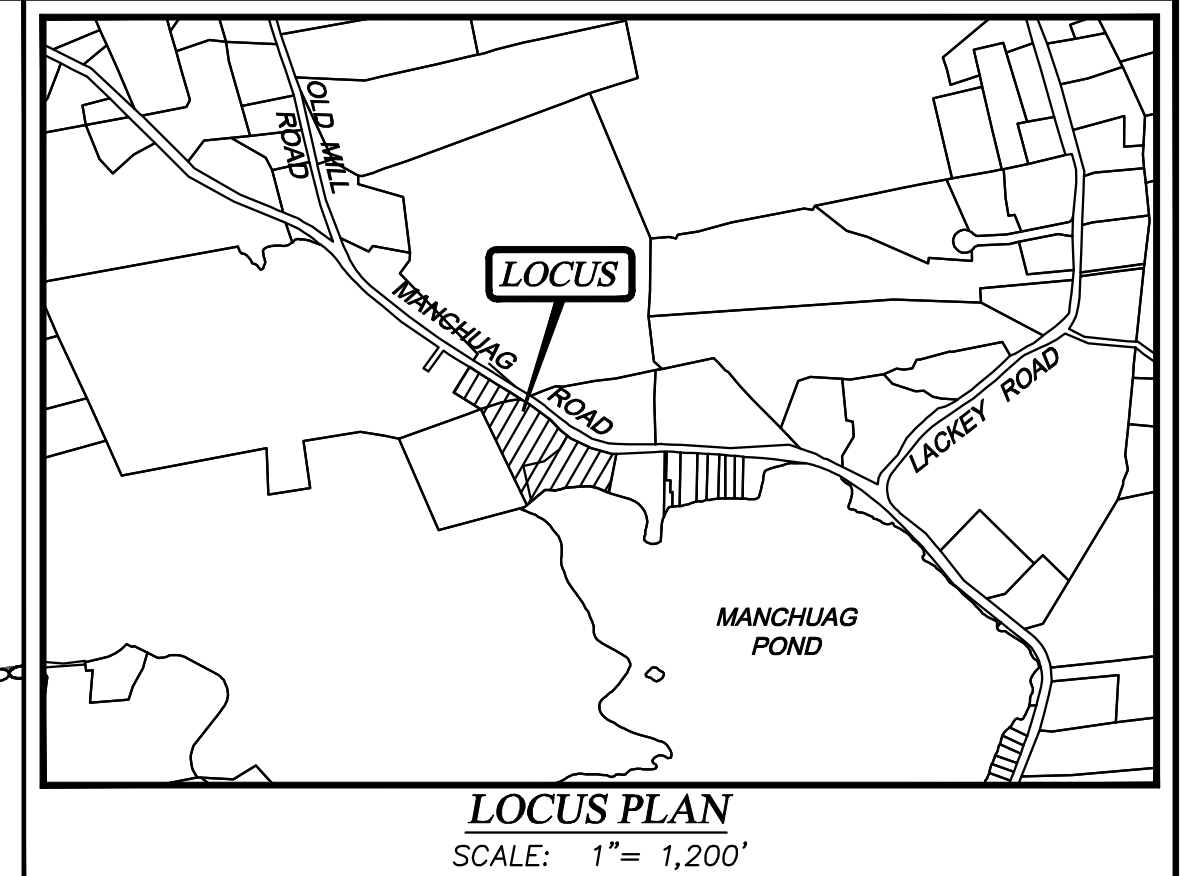 OLD MILL
ROAD
LOCUS
MANCHUAG
ROAD
LACKEY ROAD
MANCHUAG
POND
LOCUS PLAN
SCALE: 1"= 1,200'